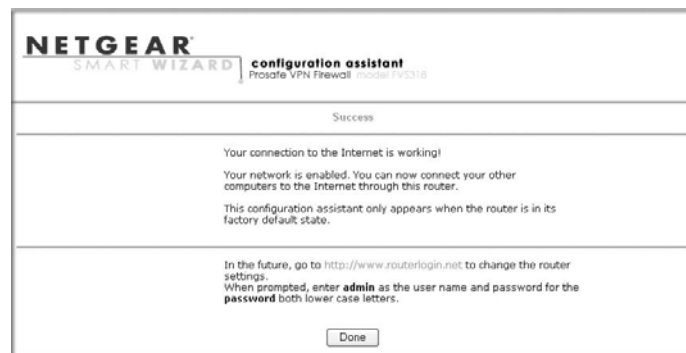 NETGEAR
SMART WIZARD
configuration assistant
Prosafe VPN Firewall model FVS318
Success
Your connection to the Internet is working!
Your network is enabled. You can now connect your other
computers to the Internet through this router.
This configuration assistant only appears when the router is in its
factory default state.
In the future, go to http://www.routerlogin.net to change the router
settings.
When prompted, enter admin as the user name and password for the
password both lower case letters.
Done